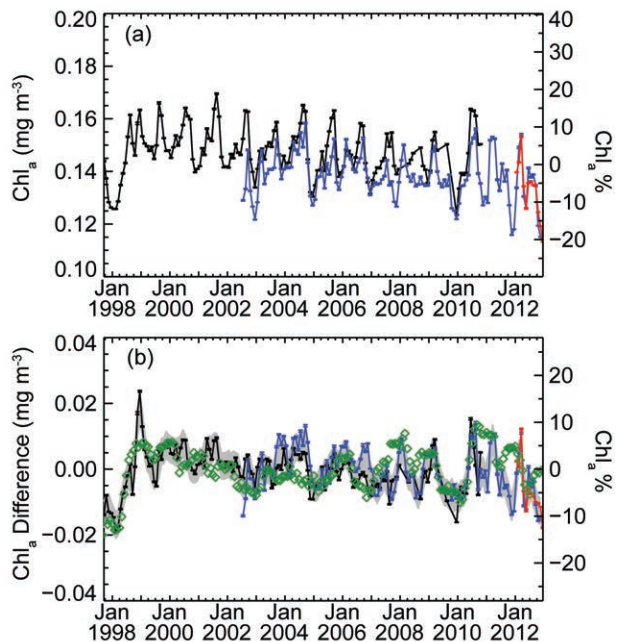 (a)
0.20
0.18
0.16
0.14
0.12
0.10
Chlₐ (mg m⁻³)
40
30
20
10
0
−10
−20
Chlₐ %
Jan Jan Jan Jan Jan Jan Jan Jan
1998 2000 2002 2004 2006 2008 2010 2012
(b)
0.04
0.02
0.00
−0.02
−0.04
Chlₐ Difference (mg m⁻³)
20
10
0
−10
−20
Chlₐ %
Jan Jan Jan Jan Jan Jan Jan Jan
1998 2000 2002 2004 2006 2008 2010 2012